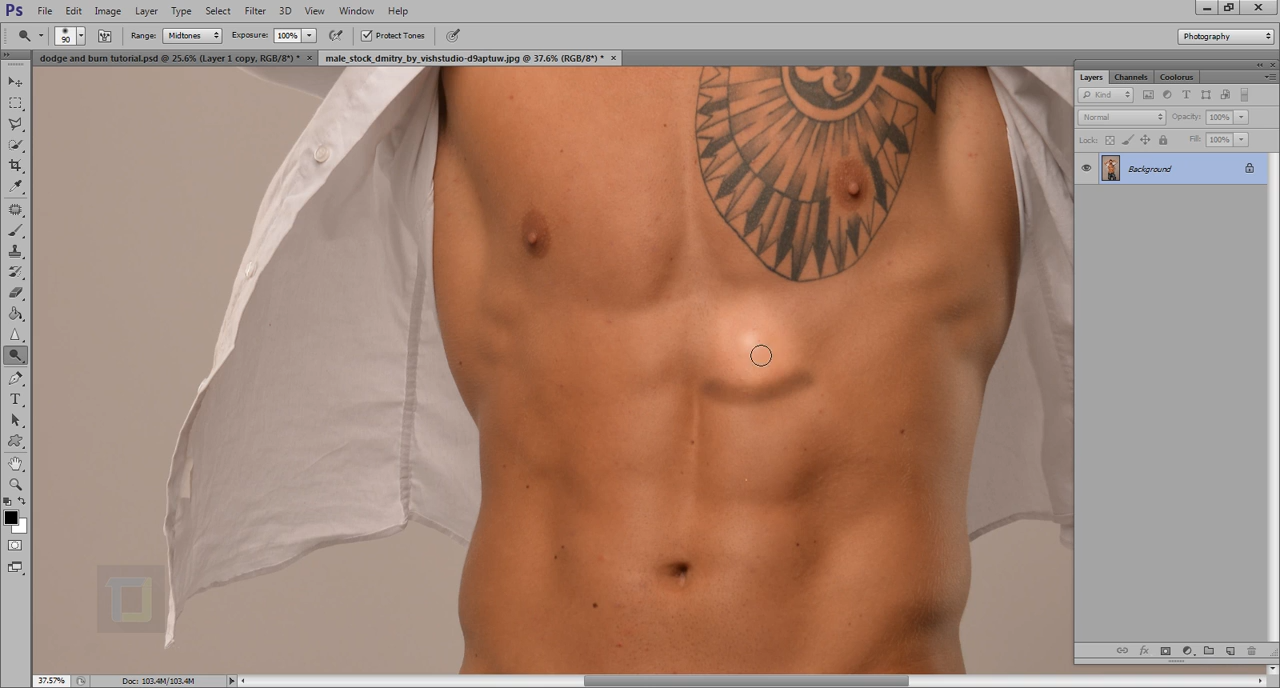 Ps File Edit Image Layer Type Select Filter 3D View Window Help
90 Range: Midtones Exposure: 100% Protect Tones Photography
dodge and burn tutorial.psd @ 25.6% (Layer 1 copy, RGB/8*) * × male_stock_dmitry_by_vishstudio-d9aptuw.jpg @ 37.6% (RGB/8*) * ×
Layers Channels Coolorus
Kind
Normal Opacity: 100%
Lock: Fill: 100%
Background
37.57% Doc: 103.4M/103.4M